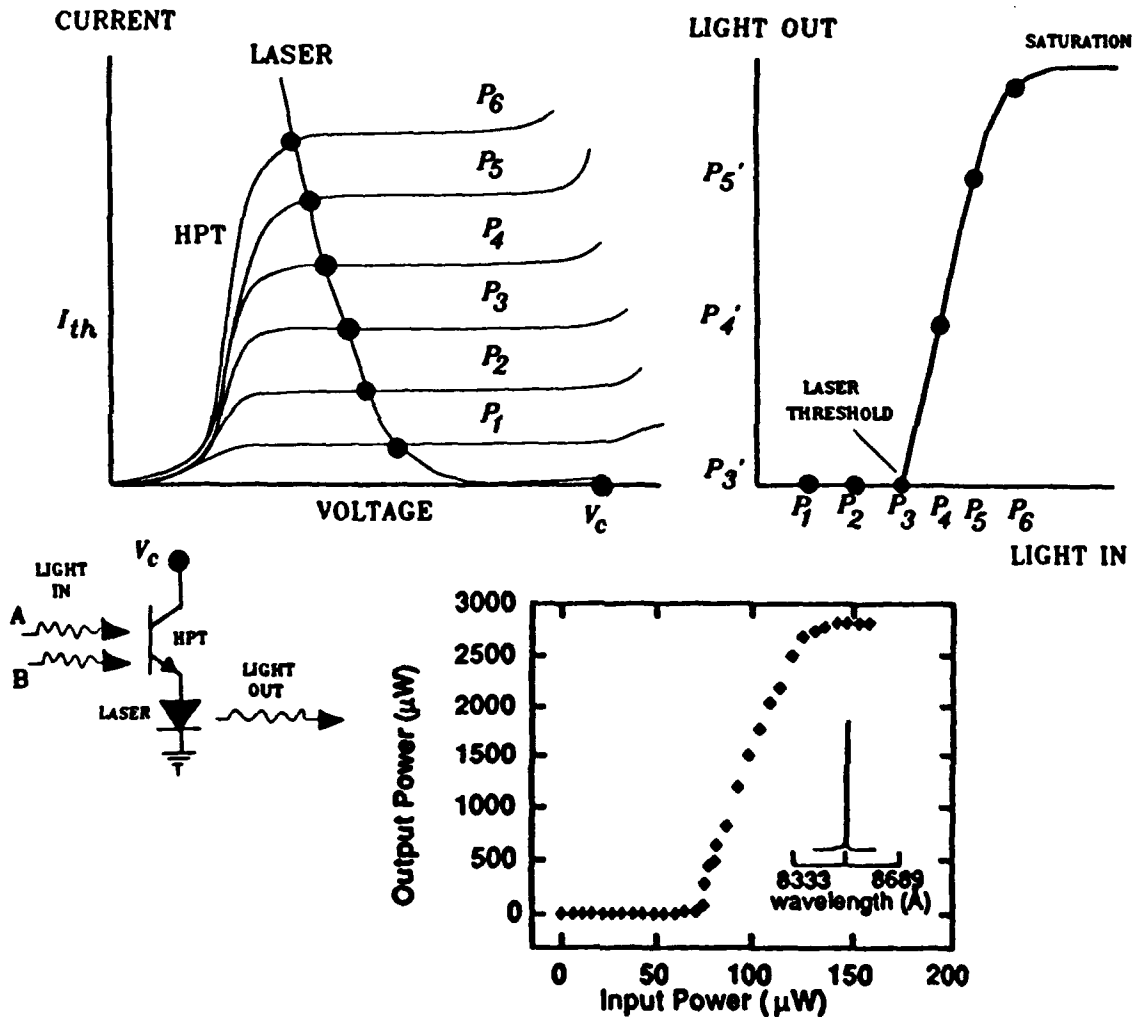 CURRENT
LASER
P6
P5
HPT
P4
P3
Ith
P2
P1
VOLTAGE
Vc
LIGHT OUT
SATURATION
P5'
P4'
LASER
THRESHOLD
P3'
P1 P2 P3 P4 P5 P6
LIGHT IN
Vc
LIGHT
IN
A
HPT
B
LIGHT
OUT
LASER
Output Power (μW)
3000
2500
2000
1500
1000
500
0
8333 8689
wavelength (Å)
0 50 100 150 200
Input Power (μW)